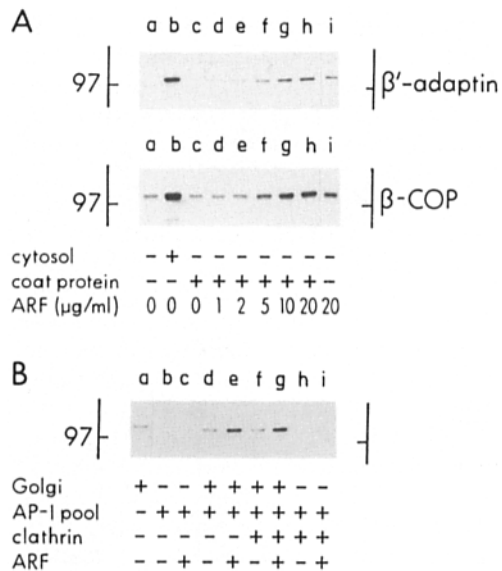 A
a b c d e f g h i
97 β'-adaptin
a b c d e f g h i
97 β-COP
cytosol - + - - - - - - -
coat protein - - + + + + + + -
ARF (μg/ml) 0 0 0 1 2 5 10 20 20
B
a b c d e f g h i
97
Golgi + - - + + + + - -
AP-I pool - + + + + + + + +
clathrin - - - - - + + + +
ARF - - + - + - + - +